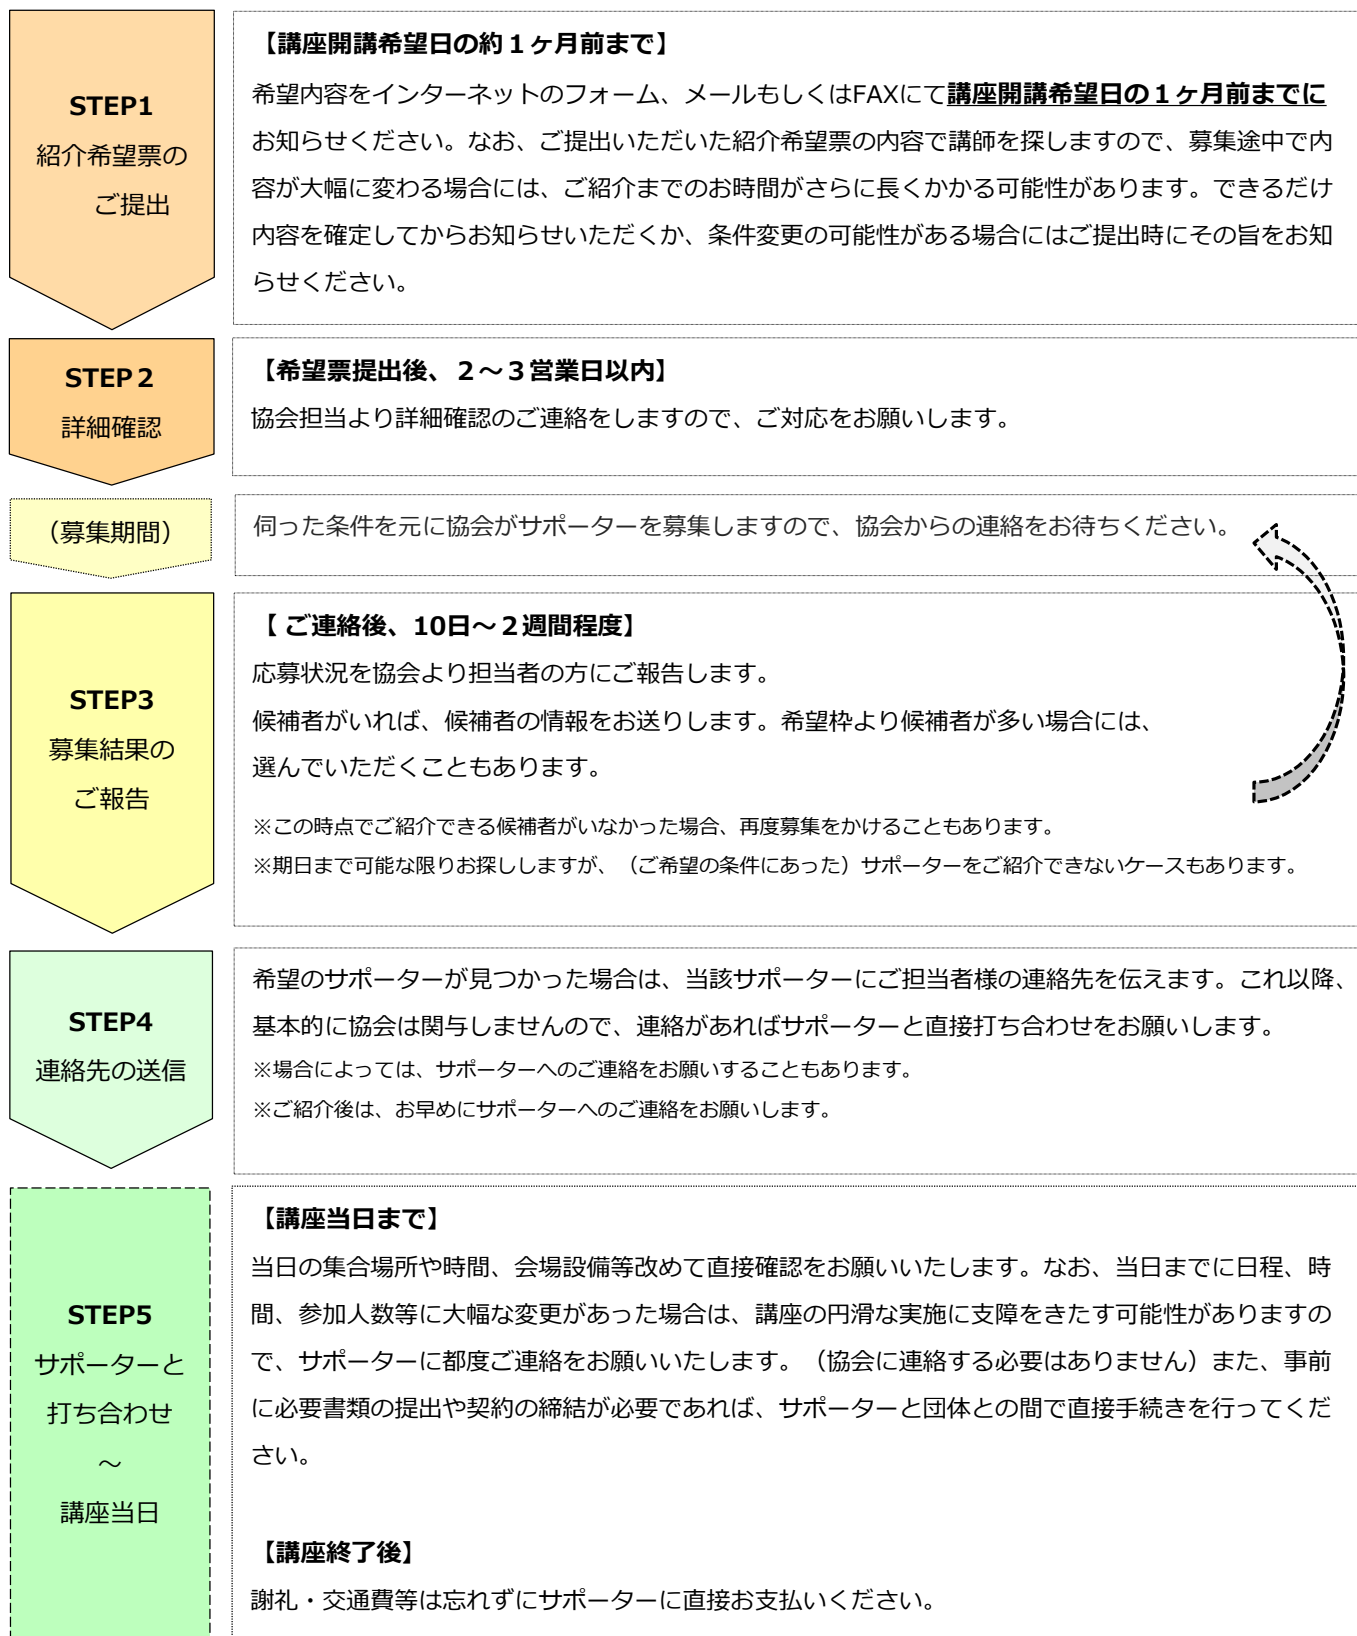 STEP1
紹介希望票の
ご提出
【講座開講希望日の約１ヶ月前まで】
希望内容をインターネットのフォーム、メールもしくはFAXにて講座開講希望日の１ヶ月前までに
お知らせください。なお、ご提出いただいた紹介希望票の内容で講師を探しますので、募集途中で内
容が大幅に変わる場合には、ご紹介までのお時間がさらに長くかかる可能性があります。できるだけ
内容を確定してからお知らせいただくか、条件変更の可能性がある場合にはご提出時にその旨をお知
らせください。
STEP２
詳細確認
【希望票提出後、２～３営業日以内】
協会担当より詳細確認のご連絡をしますので、ご対応をお願いします。
（募集期間）
伺った条件を元に協会がサポーターを募集しますので、協会からの連絡をお待ちください。
STEP3
募集結果の
ご報告
【 ご連絡後、10日～２週間程度】
応募状況を協会より担当者の方にご報告します。
候補者がいれば、候補者の情報をお送りします。希望枠より候補者が多い場合には、
選んでいただくこともあります。
※この時点でご紹介できる候補者がいなかった場合、再度募集をかけることもあります。
※期日まで可能な限りお探ししますが、（ご希望の条件にあった）サポーターをご紹介できないケースもあります。
STEP4
連絡先の送信
希望のサポーターが見つかった場合は、当該サポーターにご担当者様の連絡先を伝えます。これ以降、
基本的に協会は関与しませんので、連絡があればサポーターと直接打ち合わせをお願いします。
※場合によっては、サポーターへのご連絡をお願いすることもあります。
※ご紹介後は、お早めにサポーターへのご連絡をお願いします。
STEP5
サポーターと
打ち合わせ
～
講座当日
【講座当日まで】
当日の集合場所や時間、会場設備等改めて直接確認をお願いいたします。なお、当日までに日程、時
間、参加人数等に大幅な変更があった場合は、講座の円滑な実施に支障をきたす可能性がありますの
で、サポーターに都度ご連絡をお願いいたします。（協会に連絡する必要はありません）また、事前
に必要書類の提出や契約の締結が必要であれば、サポーターと団体との間で直接手続きを行ってくだ
さい。
【講座終了後】
謝礼・交通費等は忘れずにサポーターに直接お支払いください。